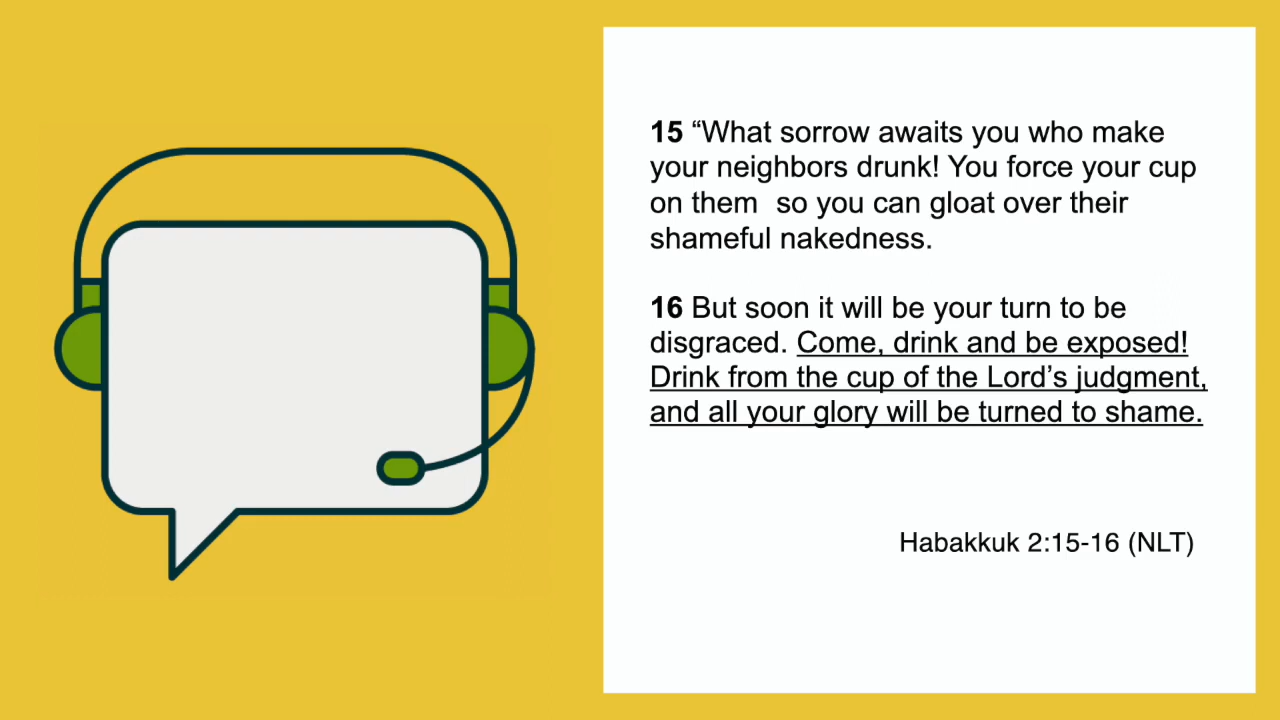 15 “What sorrow awaits you who make
your neighbors drunk! You force your cup
on them  so you can gloat over their
shameful nakedness.
16 But soon it will be your turn to be
disgraced. Come, drink and be exposed!
Drink from the cup of the Lord’s judgment,
and all your glory will be turned to shame.
Habakkuk 2:15-16 (NLT)